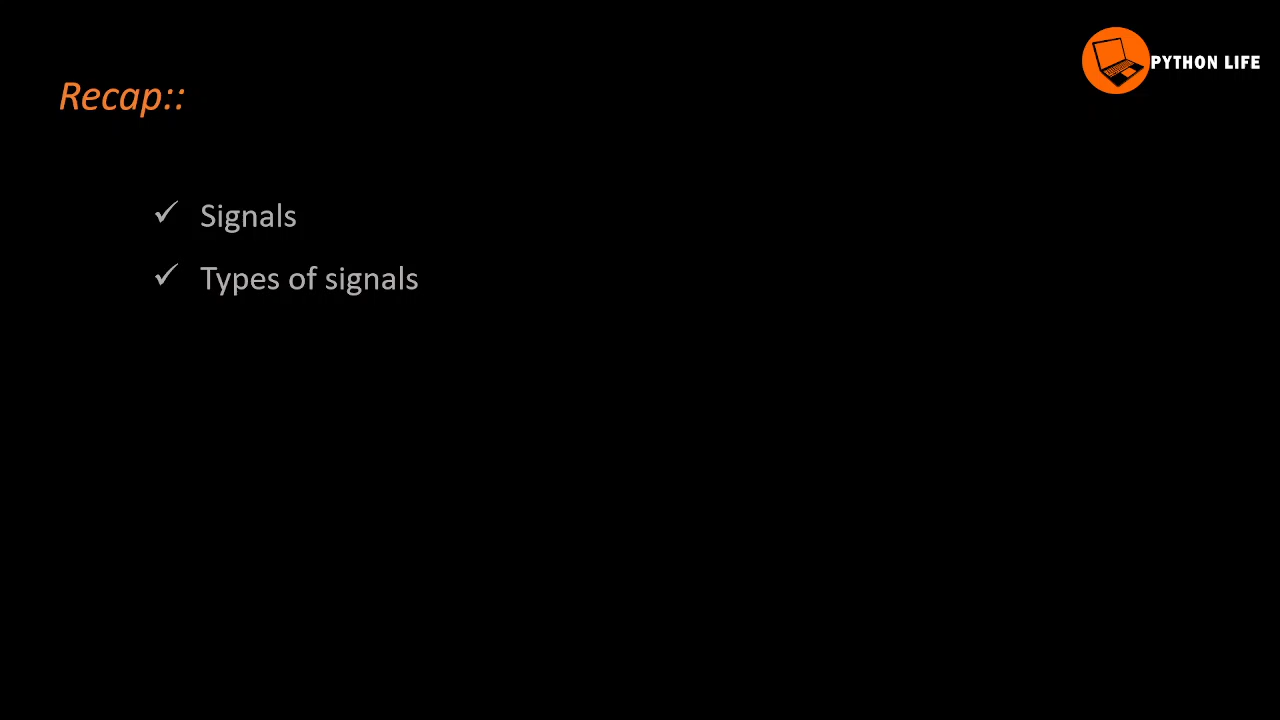 PYTHON LIFE
Recap::
✓ Signals
✓ Types of signals